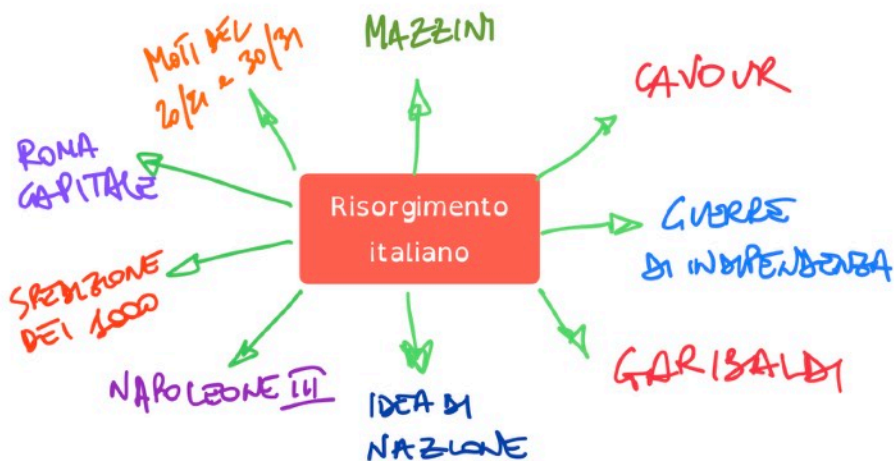 MAZZINI
MOTI DEL
20/21 e 30/31
CAVOUR
ROMA
CAPITALE
Risorgimento
italiano
GUERRE
DI INDIPENDENZA
SPEDIZIONE
DEI 1000
GARIBALDI
NAPOLEONE III
IDEA DI
NAZIONE